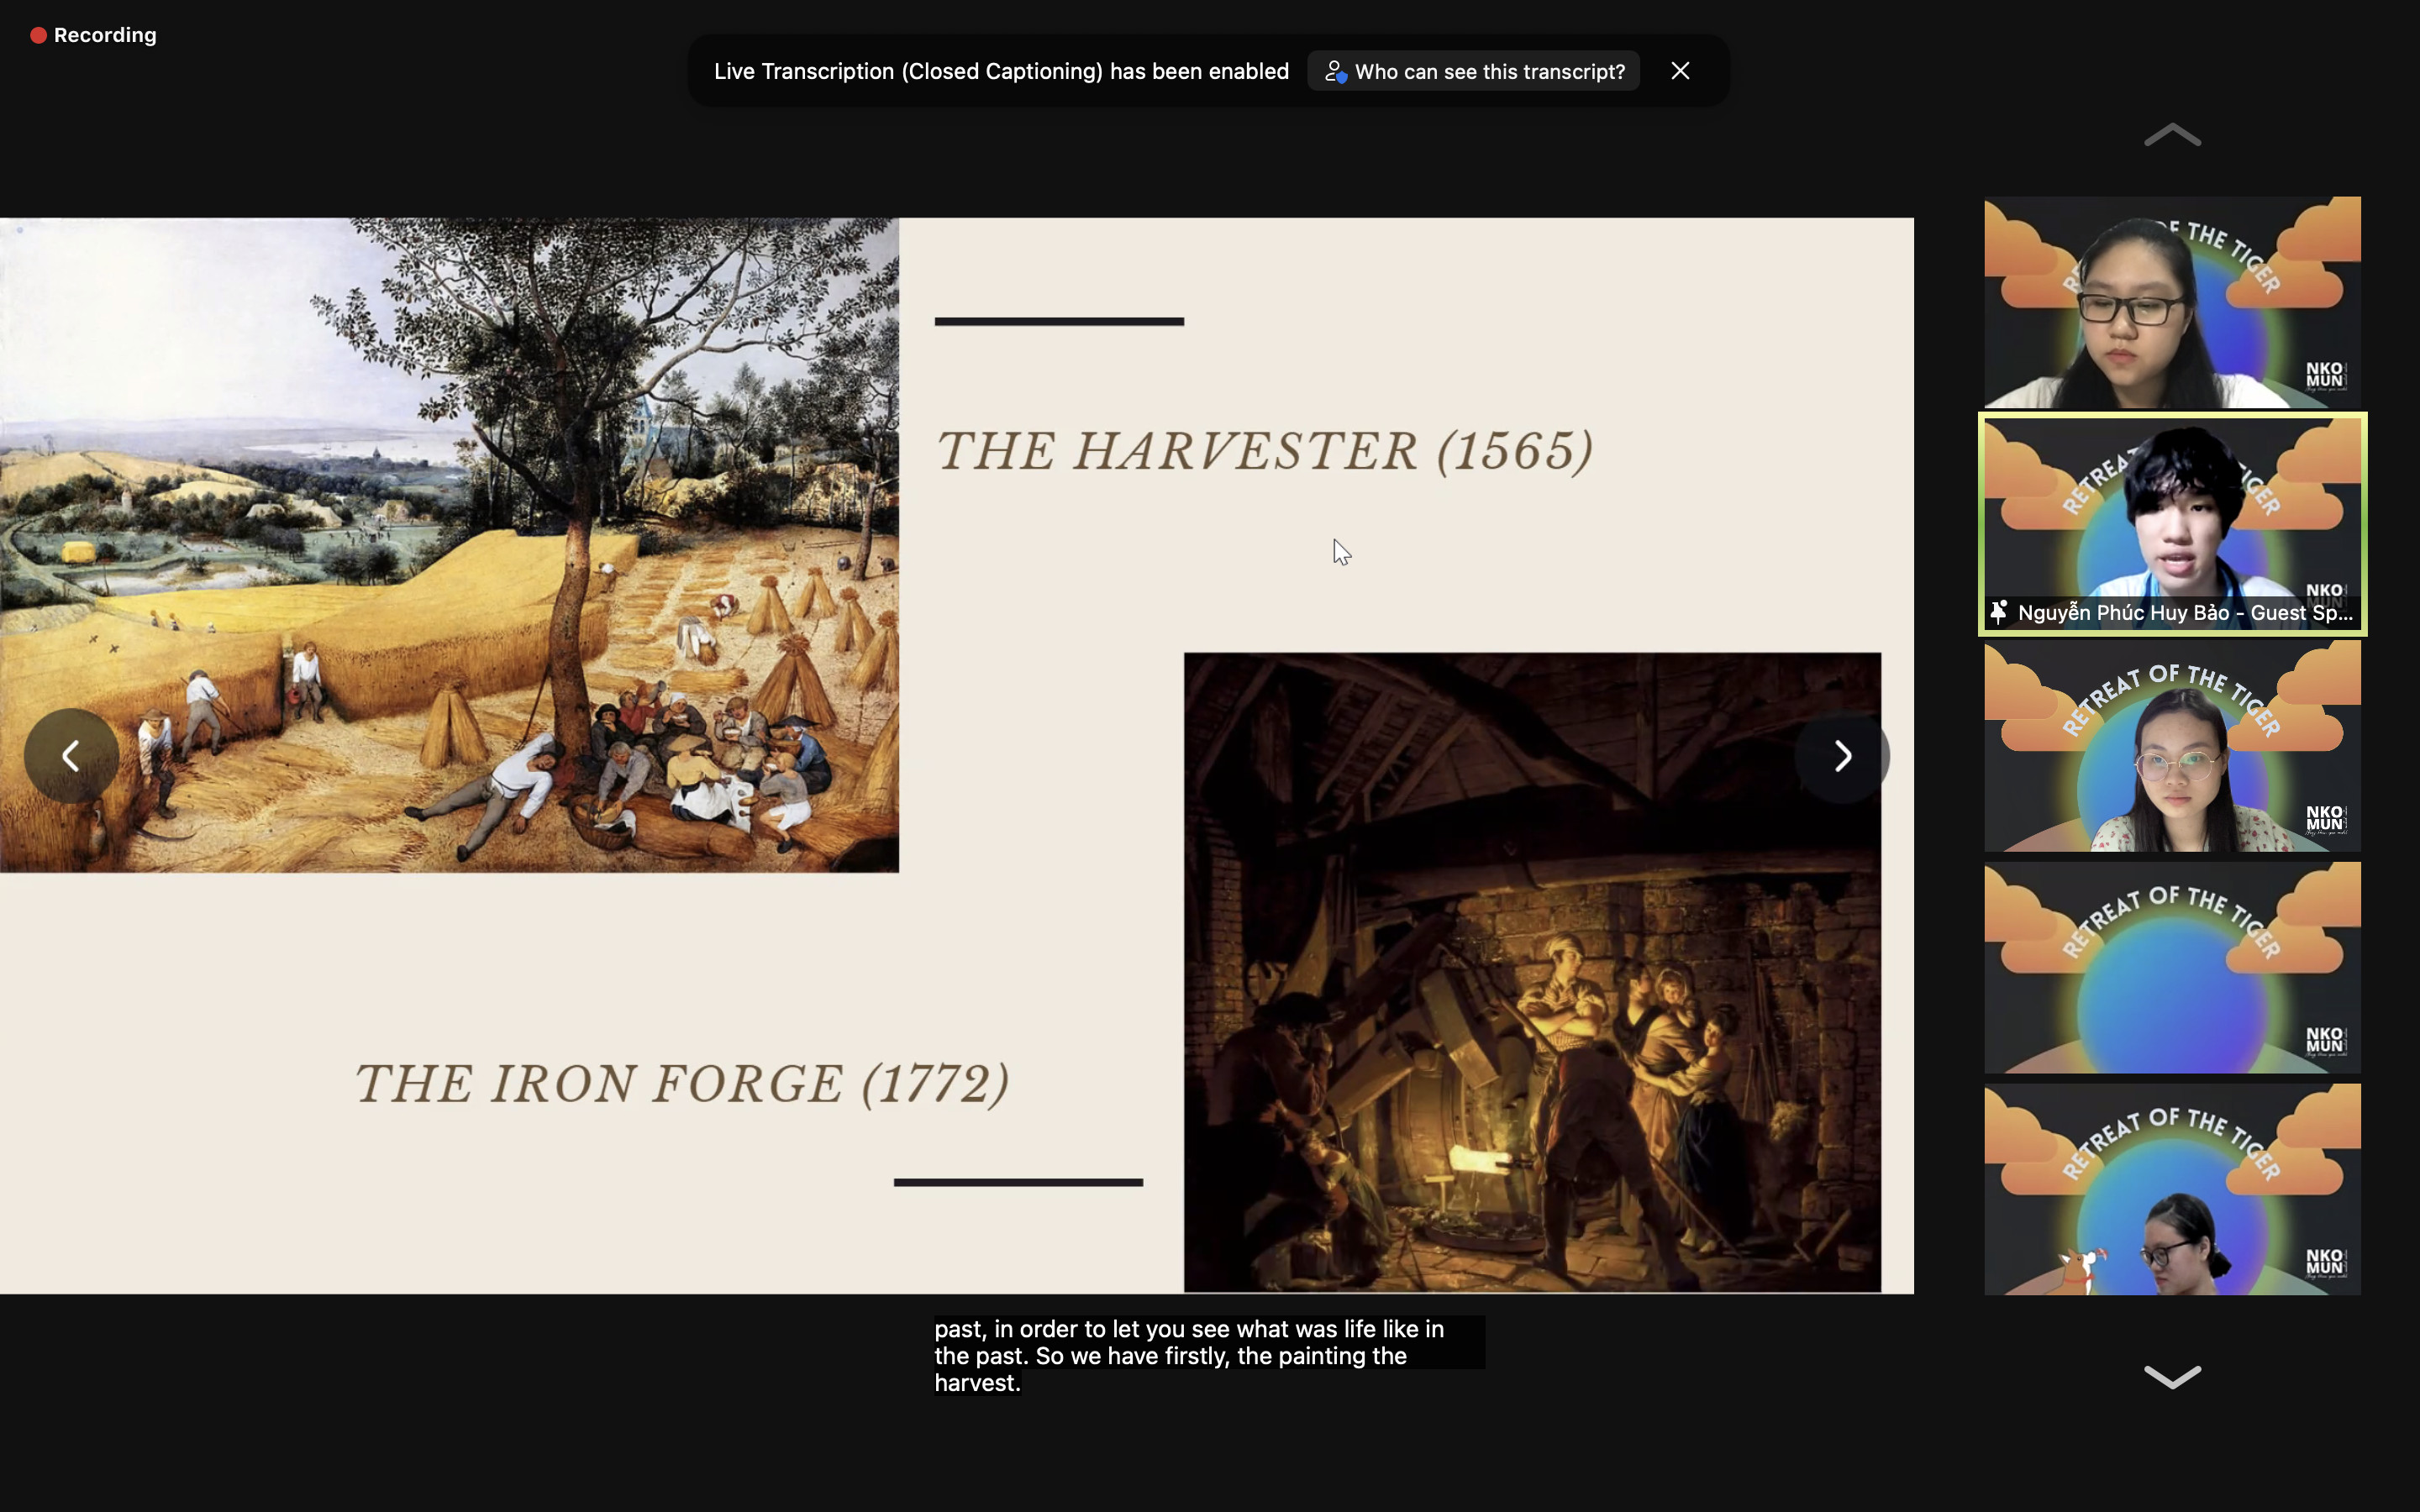 Recording
Live Transcription (Closed Captioning) has been enabled
Who can see this transcript?
THE HARVESTER (1565)
THE IRON FORGE (1772)
past, in order to let you see what was life like in
the past. So we have firstly, the painting the
harvest.
OF THE TIGER
NKO
MUN
RETREAT TIGER
NKO
Nguyễn Phúc Huy Bảo - Guest Sp...
RETREAT OF THE TIGER
NKO
MUN
RETREAT OF THE TIGER
NKO
MUN
RETREAT OF THE TIGER
NKO
MUN